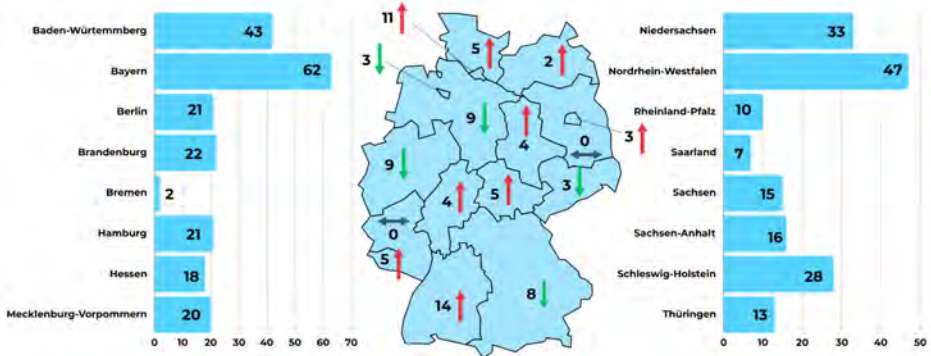 Baden-Würtemmberg 43
Bayern 62
Berlin 21
Brandenburg 22
Bremen 2
Hamburg 21
Hessen 18
Mecklenburg-Vorpommern 20
0 10 20 30 40 50 60 70
11
5
2
3
9
4
3
0
9
4
5
3
0
5
14
8
Niedersachsen 33
Nordrhein-Westfalen 47
Rheinland-Pfalz 10
Saarland 7
Sachsen 15
Sachsen-Anhalt 16
Schleswig-Holstein 28
Thüringen 13
0 10 20 30 40 50